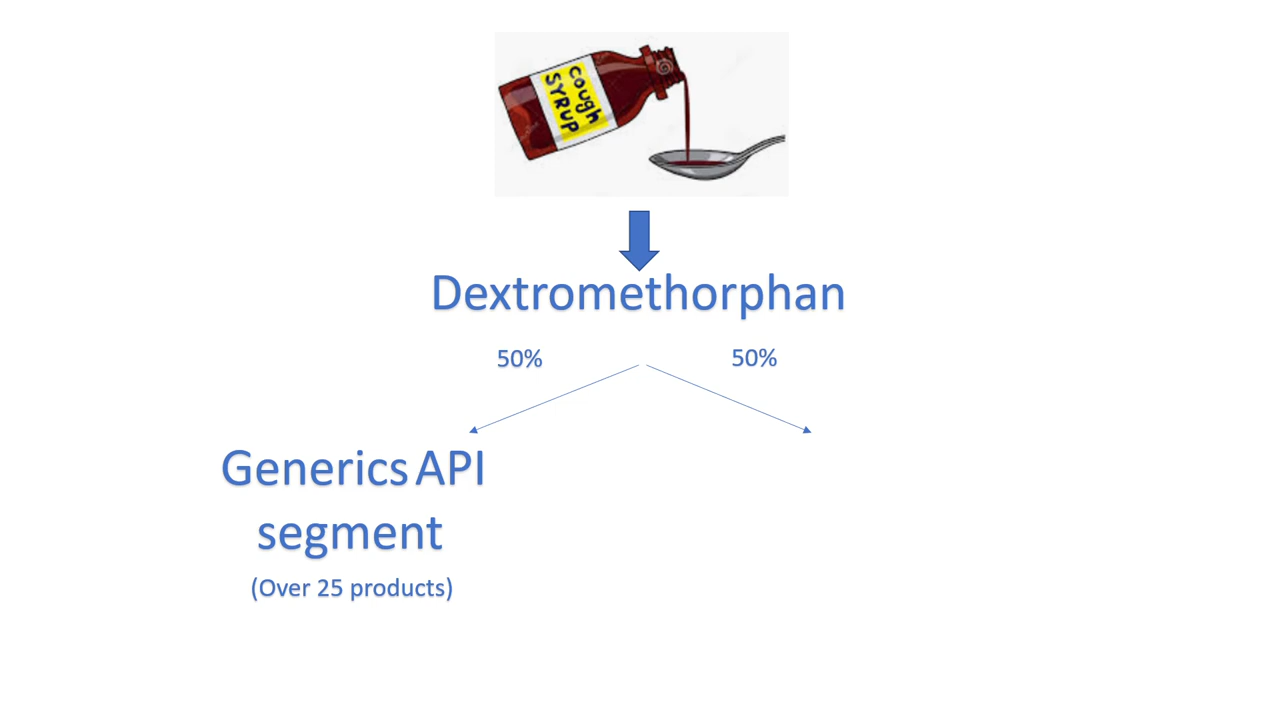 cough
SYRUP
Dextromethorphan
50%
50%
Generics API
segment
(Over 25 products)